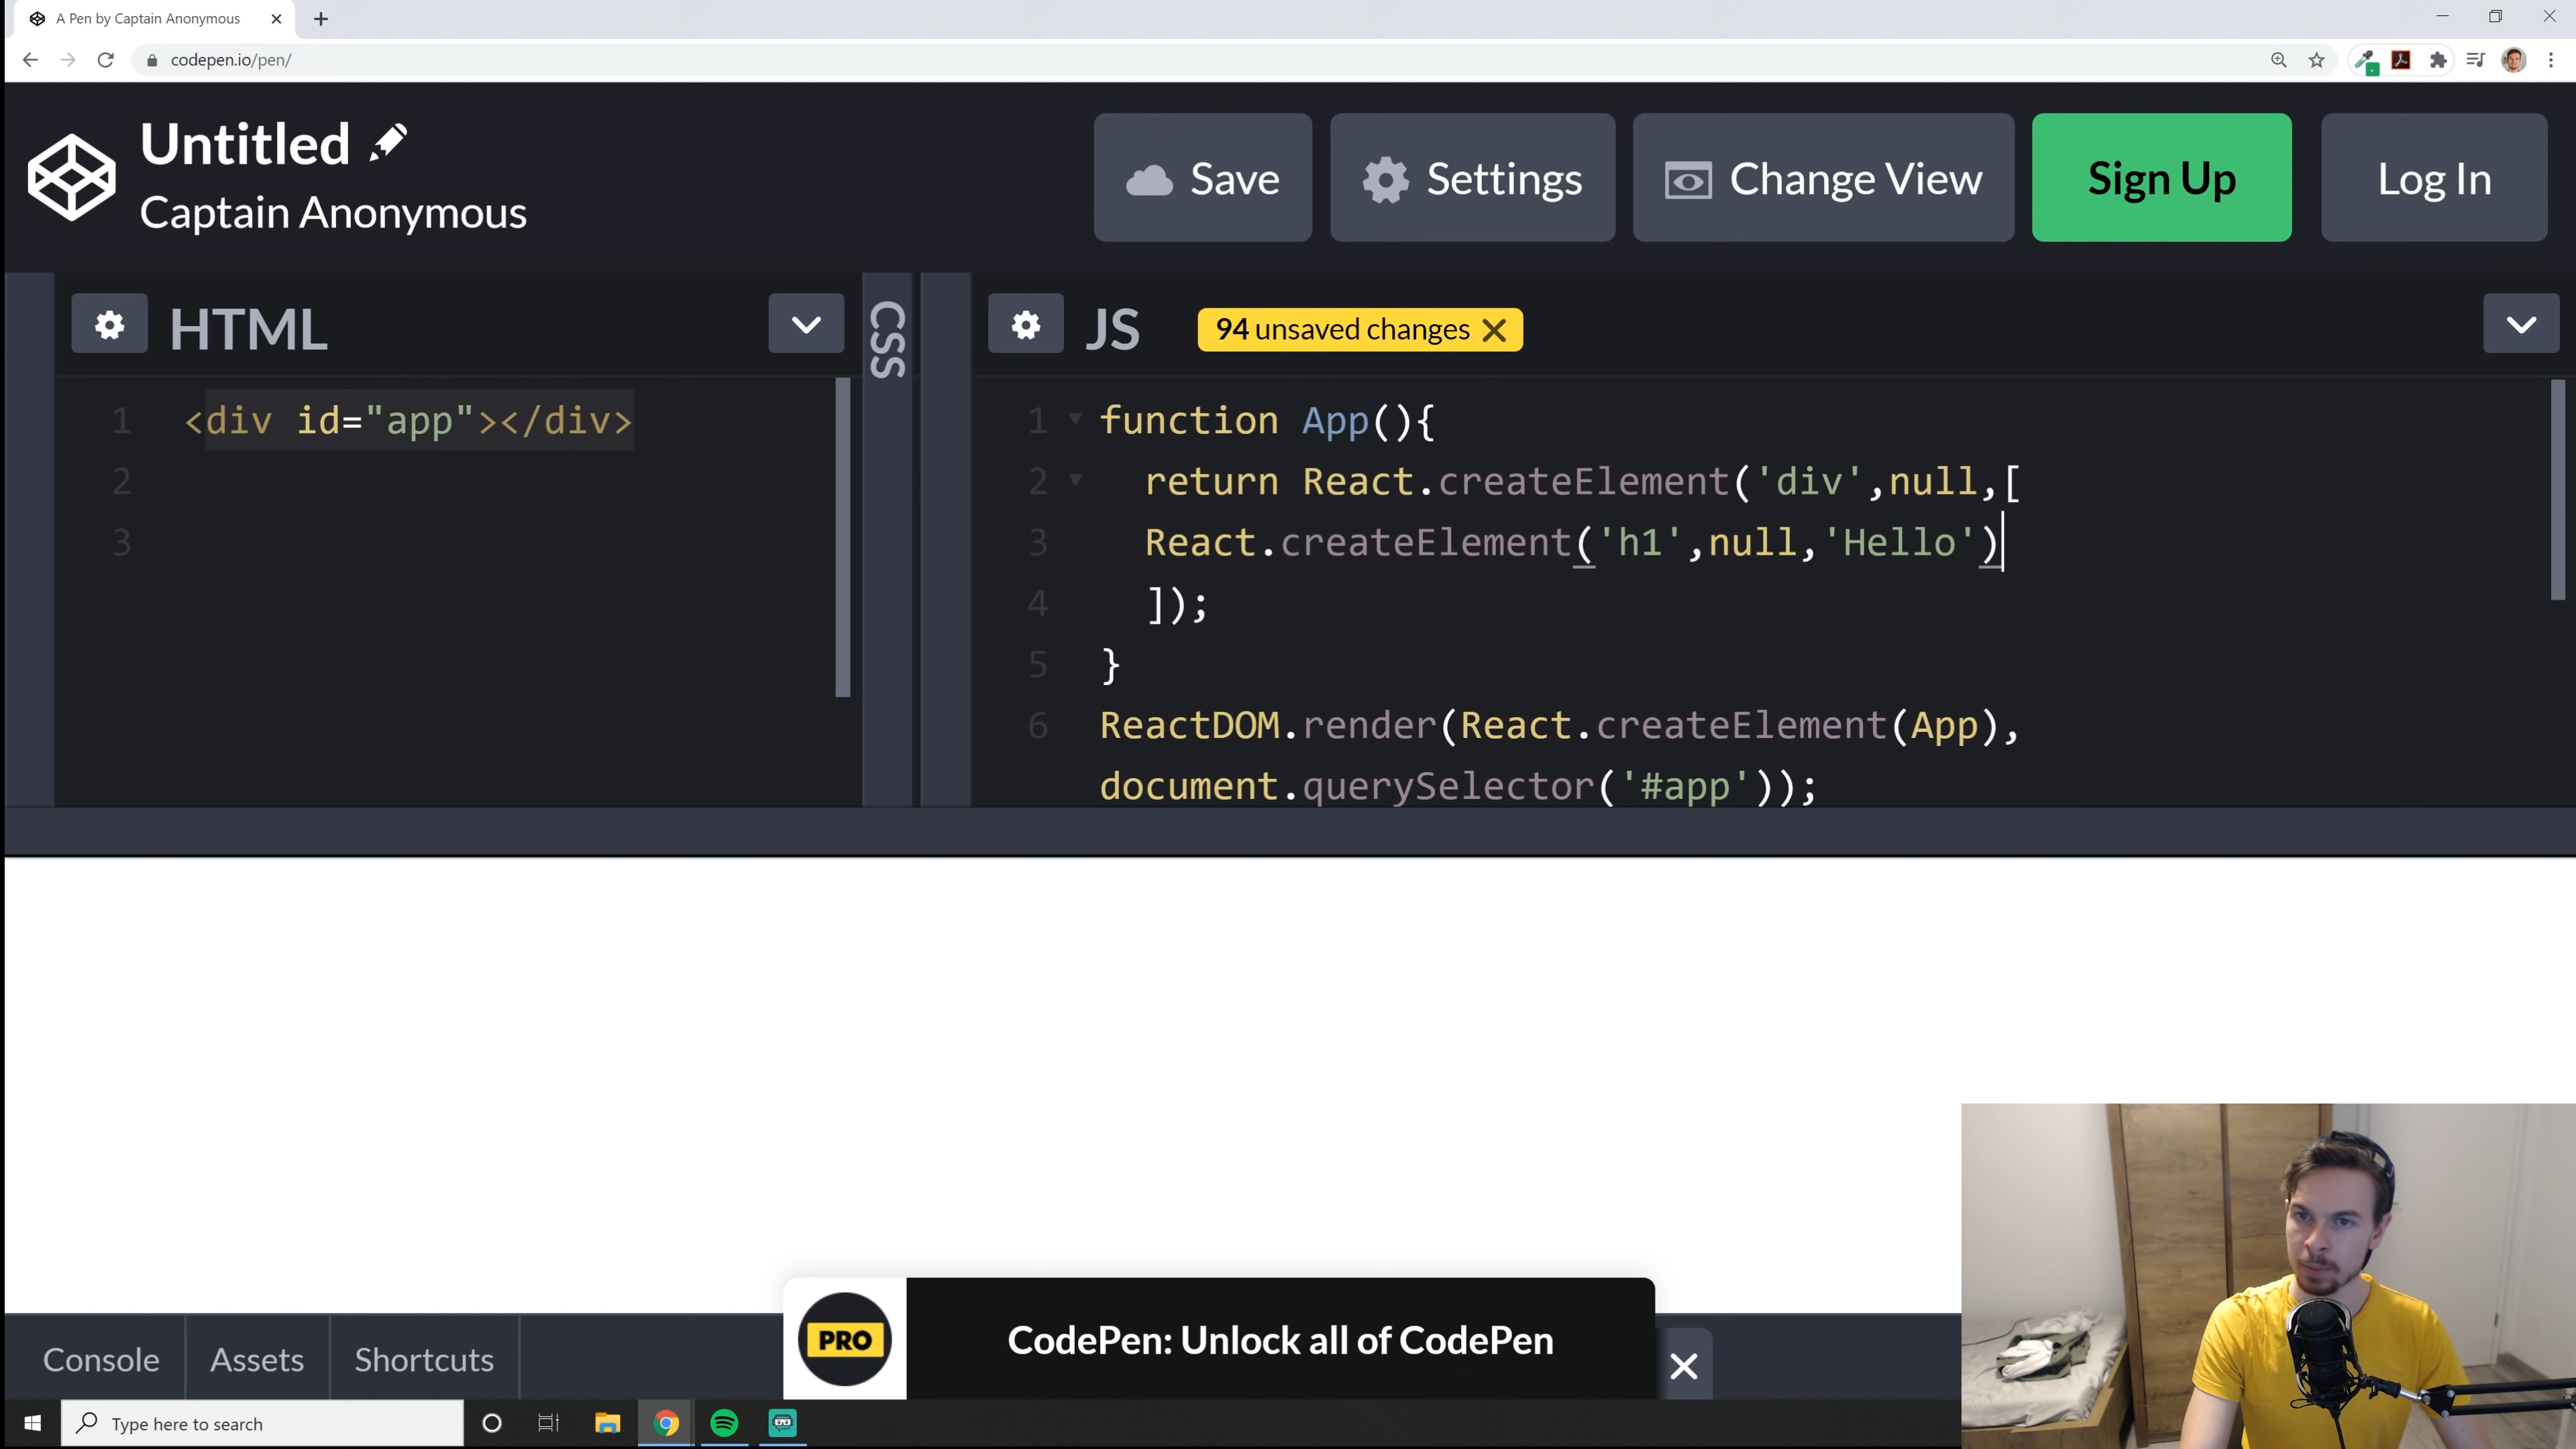 A Pen by Captain Anonymous
codepen.io/pen/
Untitled
Captain Anonymous
Save
Settings
Change View
Sign Up
Log In
HTML
1 <div id="app"></div>
2
3
CSS
JS
94 unsaved changes
1 function App(){
2 return React.createElement('div',null,[
3 React.createElement('h1',null,'Hello')
4 ]);
5 }
6 ReactDOM.render(React.createElement(App),
document.querySelector('#app'));
PRO
CodePen: Unlock all of CodePen
Console
Assets
Shortcuts
Type here to search